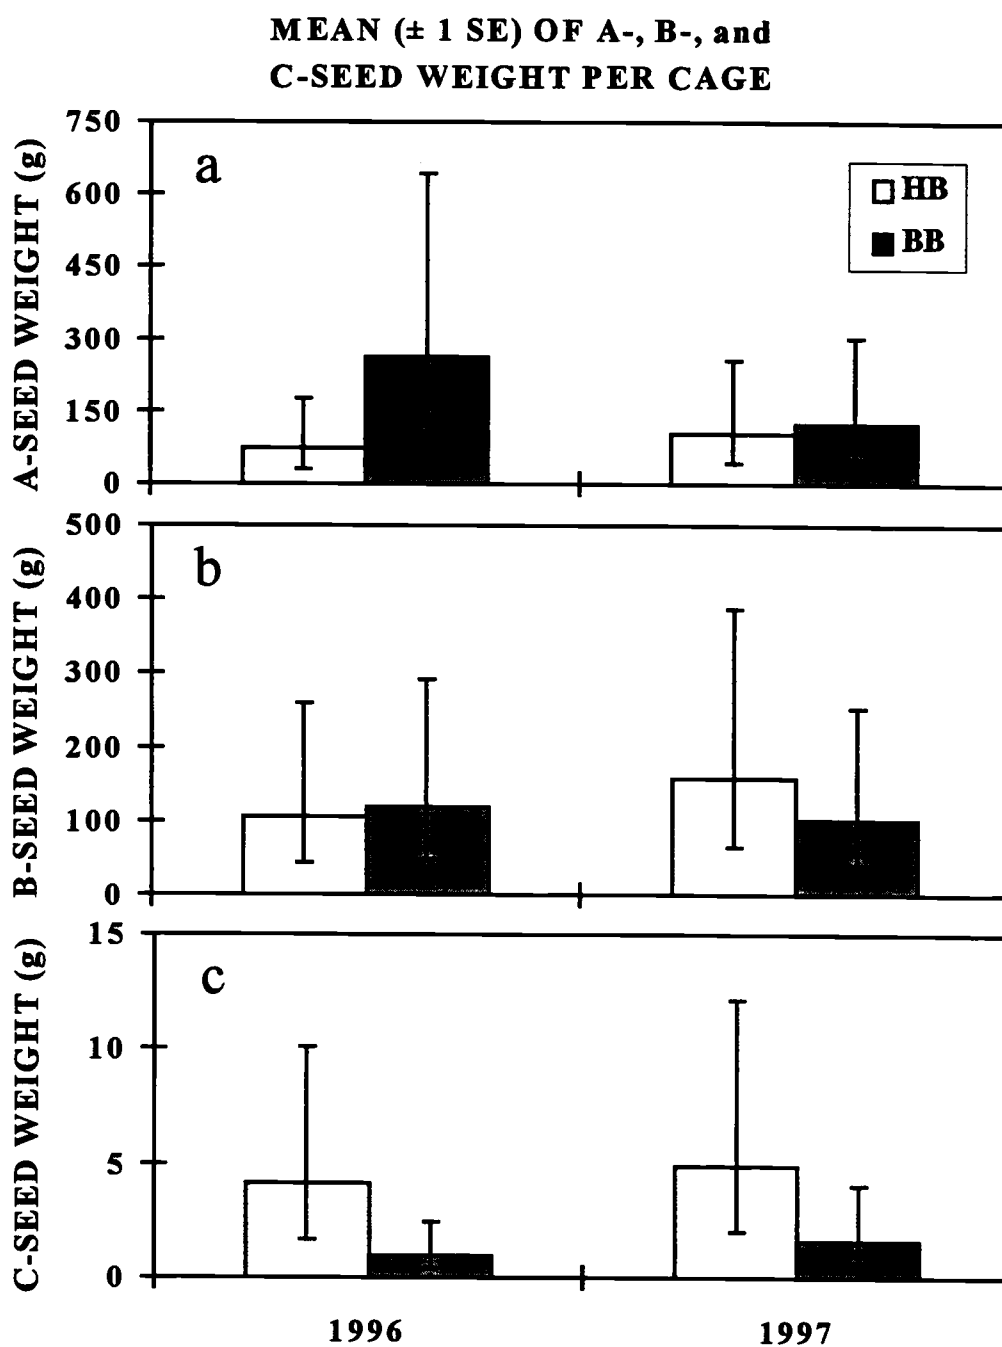 MEAN (± 1 SE) OF A-, B-, and
C-SEED WEIGHT PER CAGE
A-SEED WEIGHT (g)
750
600
450
300
150
0
a
HB
BB
B-SEED WEIGHT (g)
500
400
300
200
100
0
b
C-SEED WEIGHT (g)
15
10
5
0
c
1996
1997